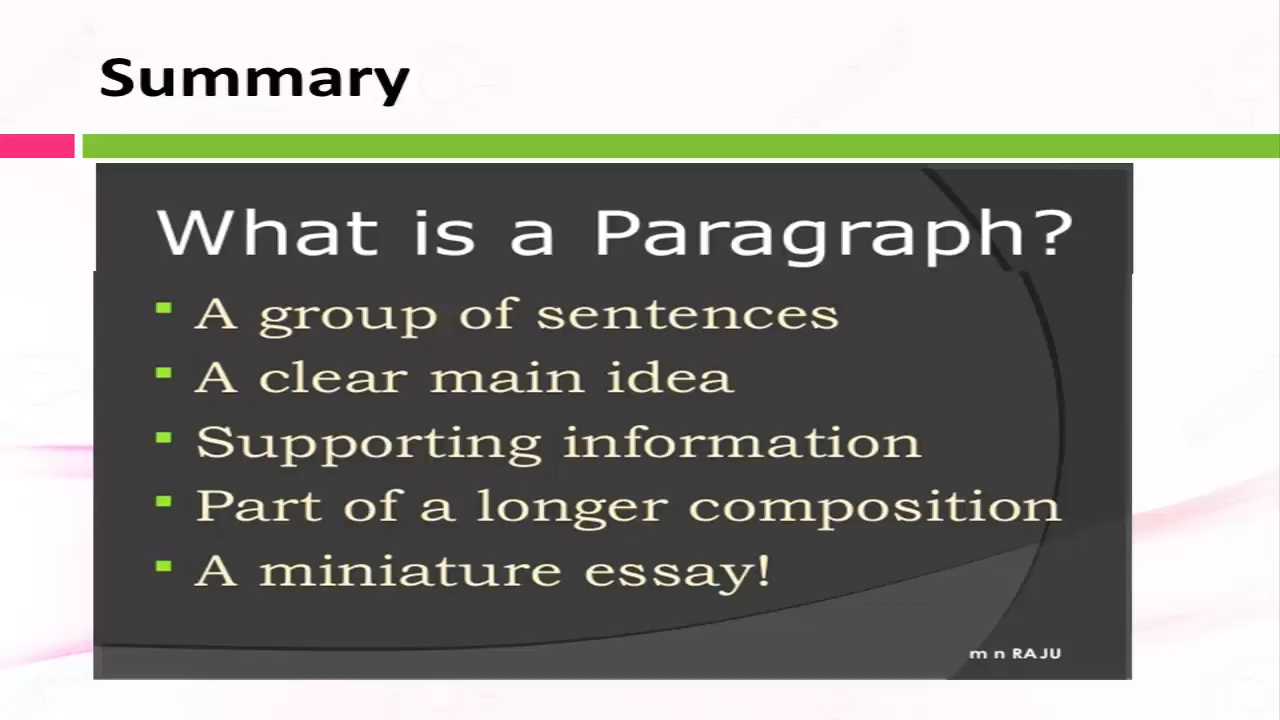 Summary
What is a Paragraph?
A group of sentences
A clear main idea
Supporting information
Part of a longer composition
A miniature essay!
m n RAJU